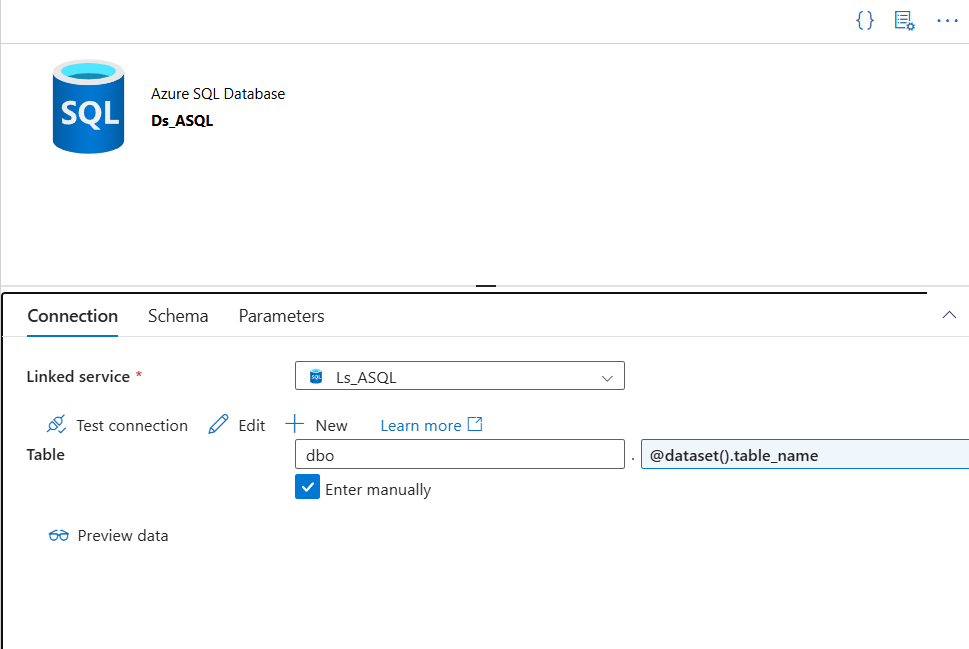 {} ...
SQL
Azure SQL Database
Ds_ASQL
Connection Schema Parameters
Linked service *
SQL Ls_ASQL
Test connection Edit New Learn more
Table dbo . @dataset().table_name
Enter manually
Preview data